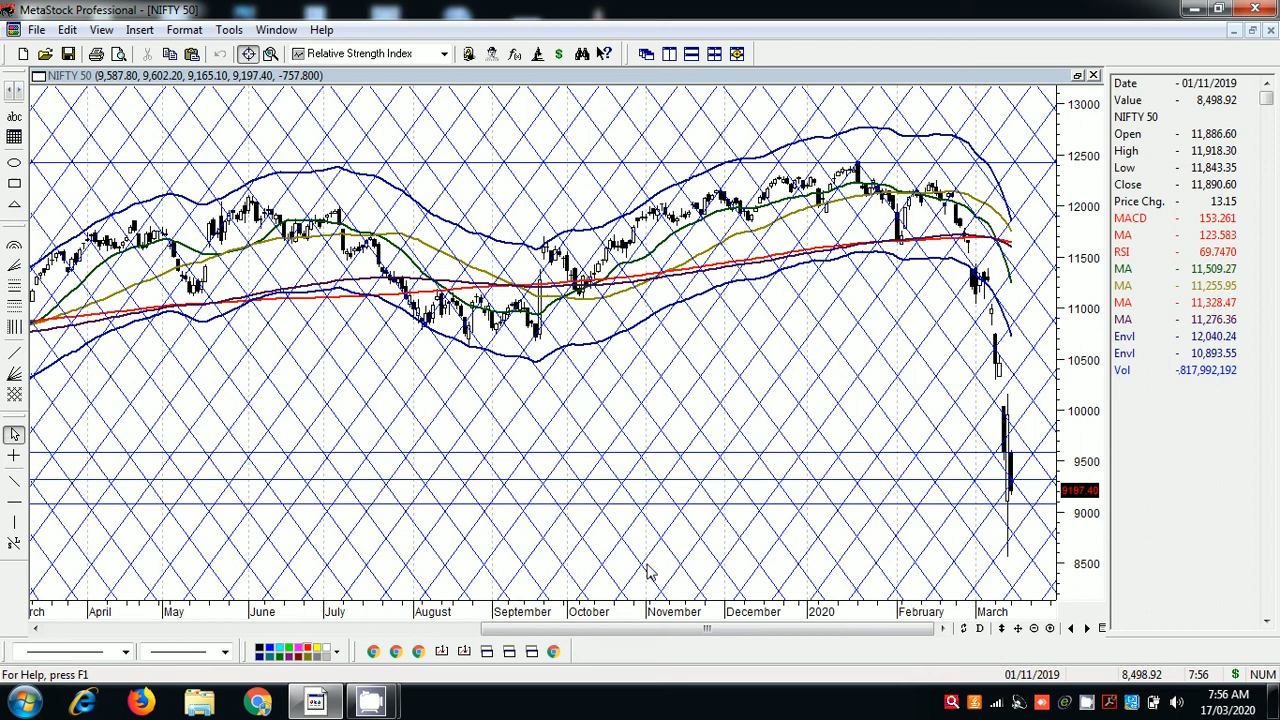 MetaStock Professional - [NIFTY 50]
File Edit View Insert Format Tools Window Help
Relative Strength Index
NIFTY 50 (9,587.80, 9,602.20, 9,165.10, 9,197.40, -757.800)
abc
13000
12500
12000
11500
11000
10500
10000
9500
9197.40
9000
8500
rch April May June July August September October November December 2020 February March
Date - 01/11/2019
Value - 8,498.92
NIFTY 50
Open - 11,886.60
High - 11,918.30
Low - 11,843.35
Close - 11,890.60
Price Chg. - 13.15
MACD - 153.261
MA - 123.583
RSI - 69.7470
MA - 11,509.27
MA - 11,255.95
MA - 11,328.47
MA - 11,276.36
Envl - 12,040.24
Envl - 10,893.55
Vol -817,992,192
D
For Help, press F1
01/11/2019 8,498.92 7:56 $ NUM
7:56 AM
17/03/2020